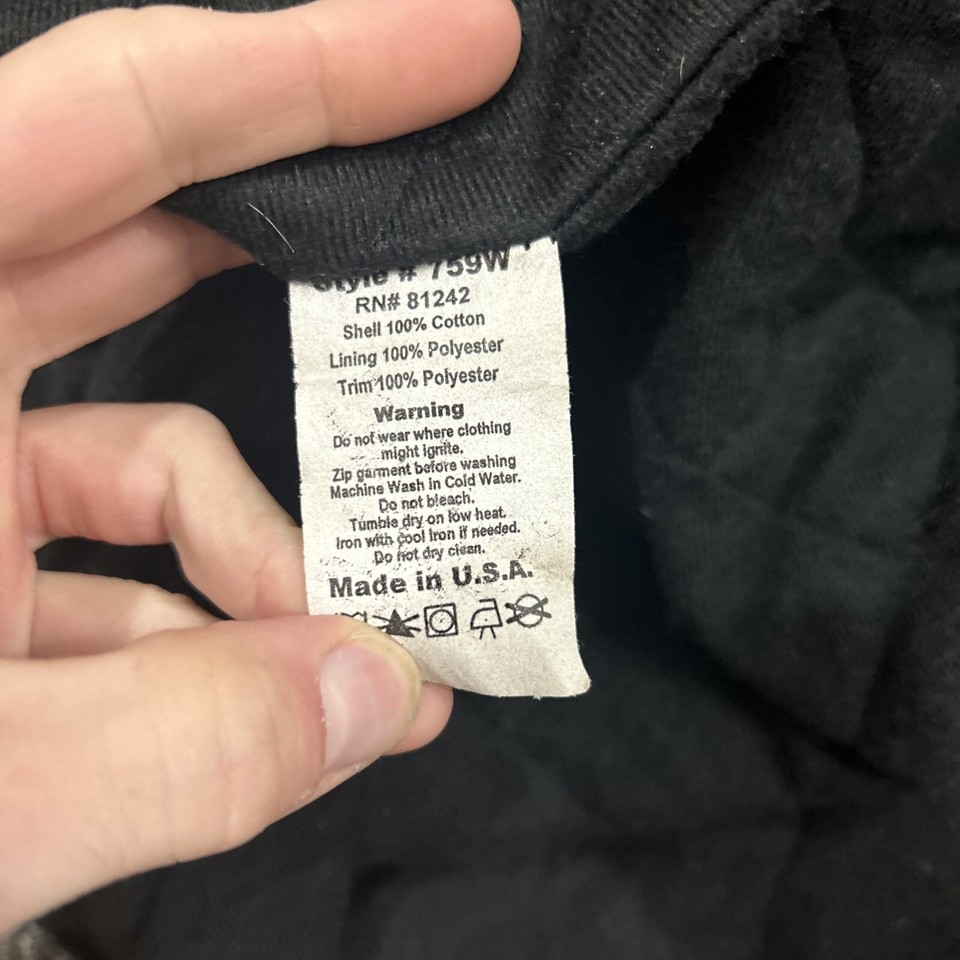 Style # 759W
RN# 81242
Shell 100% Cotton
Lining 100% Polyester
Trim 100% Polyester
Warning
Do not wear where clothing
might ignite.
Zip garment before washing
Machine Wash in Cold Water.
Do not bleach.
Tumble dry on low heat.
Iron with cool iron if needed.
Do not dry clean.
Made in U.S.A.